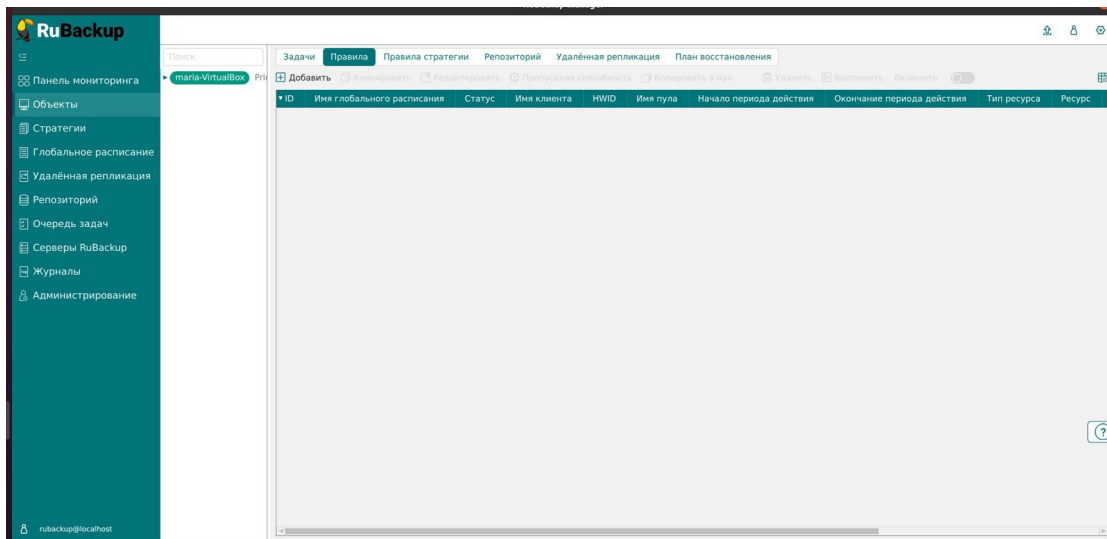 RuBackup
Поиск
Задачи Правила Правила стратегии Репозиторий Удалённая репликация План восстановления
Панель мониторинга
maria-VirtualBox Pri
Добавить Клонировать Редактировать Пропускная способность Копировать в пул Удалить Выполнить Включить
Объекты
ID Имя глобального расписания Статус Имя клиента HWID Имя пула Начало периода действия Окончание периода действия Тип ресурса Ресурс
Стратегии
Глобальное расписание
Удалённая репликация
Репозиторий
Очередь задач
Серверы RuBackup
Журналы
Администрирование
?
rubackup@localhost